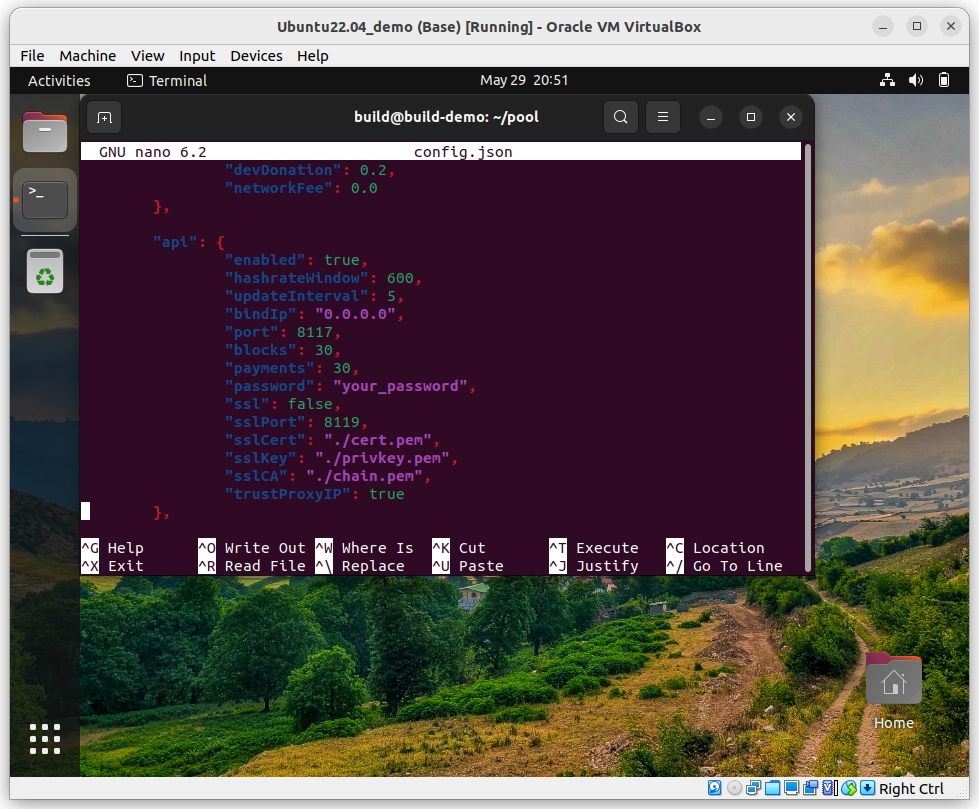 Ubuntu22.04_demo (Base) [Running] - Oracle VM VirtualBox
File Machine View Input Devices Help
Activities Terminal May 29 20:51
build@build-demo: ~/pool
GNU nano 6.2 config.json
"devDonation": 0.2,
"networkFee": 0.0
},
"api": {
"enabled": true,
"hashrateWindow": 600,
"updateInterval": 5,
"bindIp": "0.0.0.0",
"port": 8117,
"blocks": 30,
"payments": 30,
"password": "your_password",
"ssl": false,
"sslPort": 8119,
"sslCert": "./cert.pem",
"sslKey": "./privkey.pem",
"sslCA": "./chain.pem",
"trustProxyIP": true
},
^G Help ^O Write Out ^W Where Is ^K Cut ^T Execute ^C Location
^X Exit ^R Read File ^\ Replace ^U Paste ^J Justify ^/ Go To Line
Home
Right Ctrl